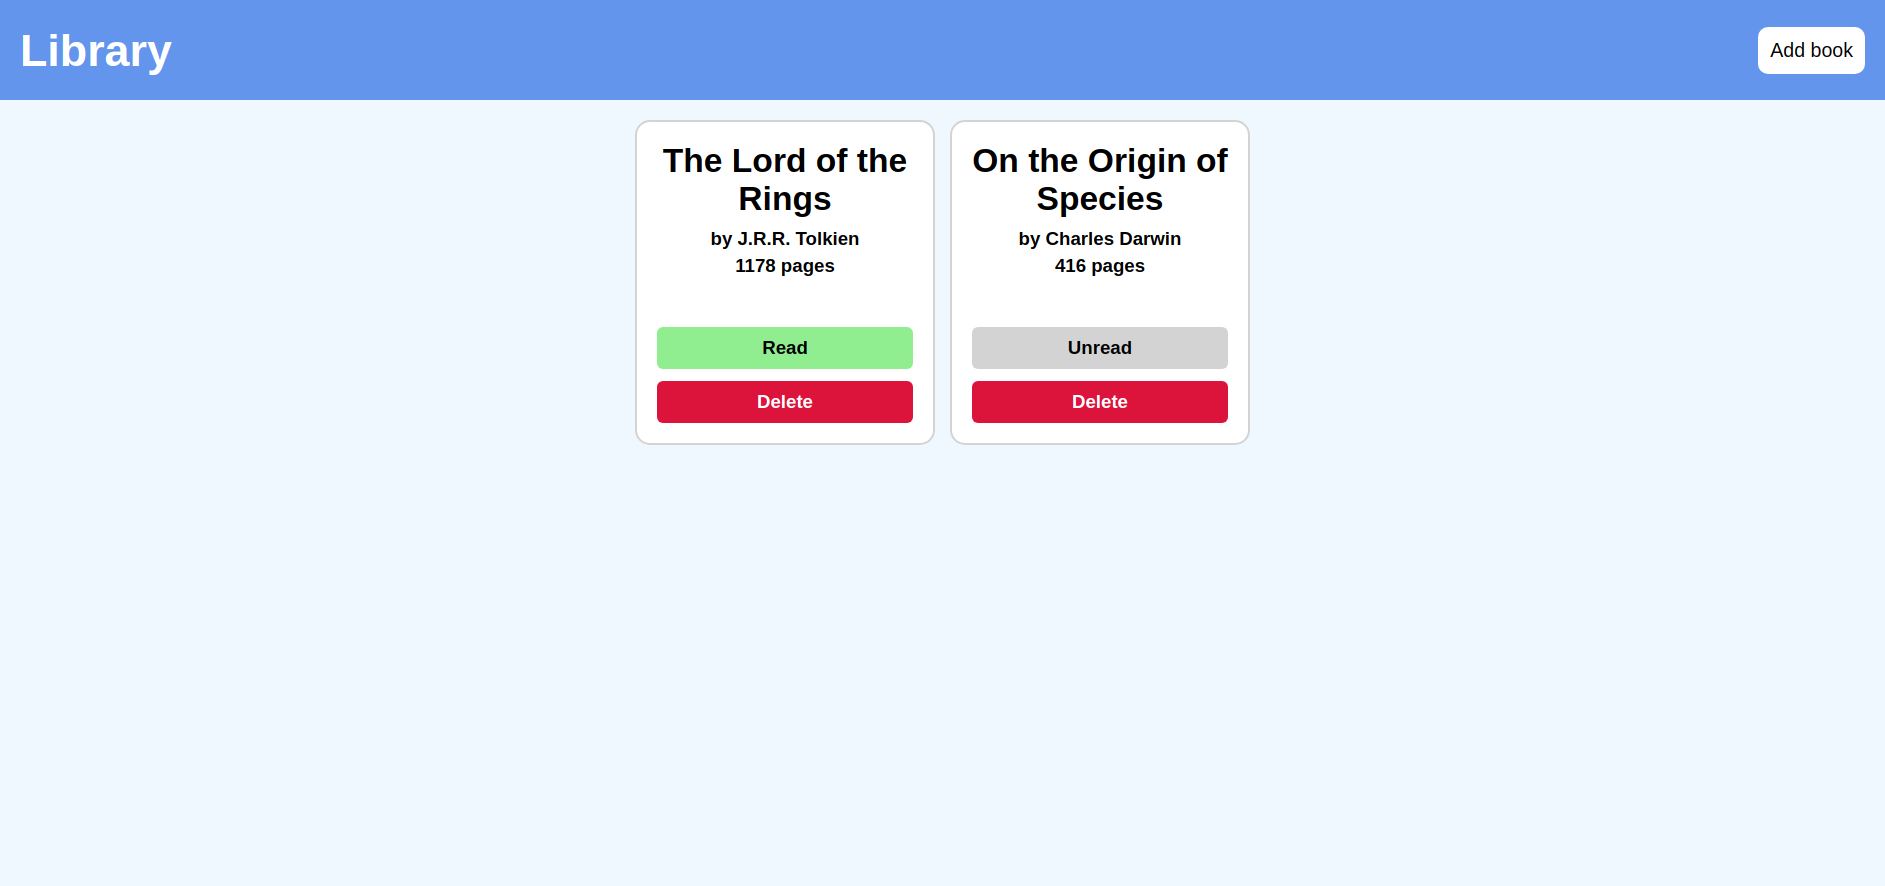 Library
Add book
The Lord of the
Rings
by J.R.R. Tolkien
1178 pages
Read
Delete
On the Origin of
Species
by Charles Darwin
416 pages
Unread
Delete